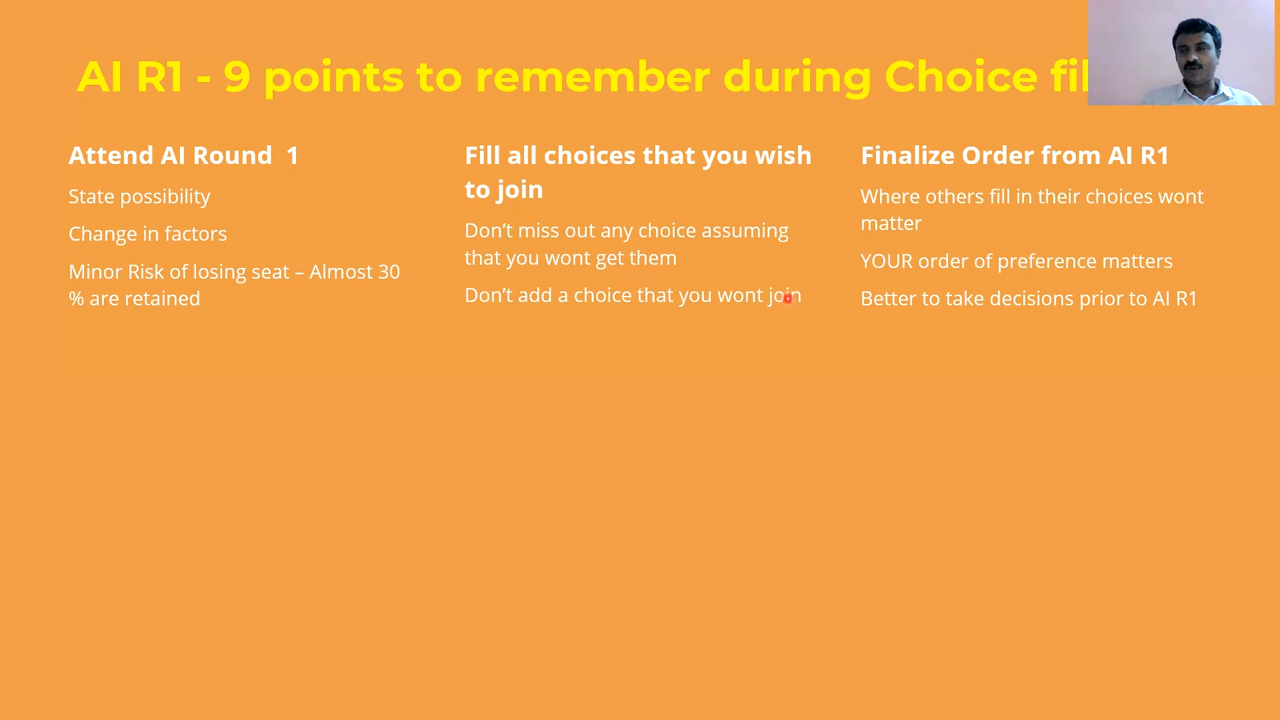 AI R1 - 9 points to remember during Choice
Attend AI Round 1
State possibility
Change in factors
Minor Risk of losing seat – Almost 30
% are retained
Fill all choices that you wish
to join
Don’t miss out any choice assuming
that you wont get them
Don’t add a choice that you wont join
Finalize Order from AI R1
Where others fill in their choices wont
matter
YOUR order of preference matters
Better to take decisions prior to AI R1